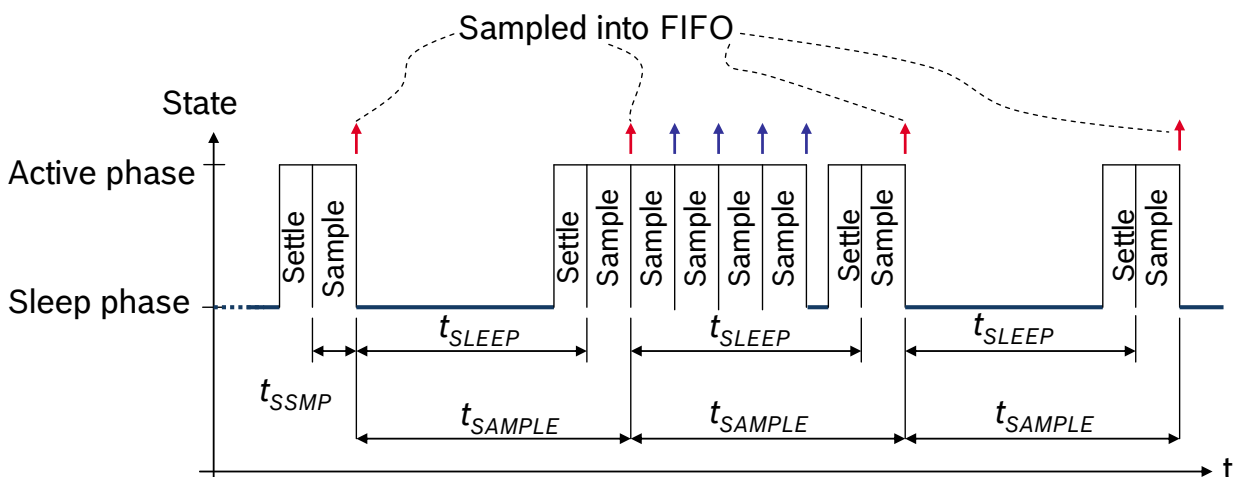 Sampled into FIFO
State
Active phase
Settle
Sample
Settle
Sample
Sample
Sample
Sample
Sample
Settle
Sample
Settle
Sample
Sleep phase
t_SLEEP
t_SLEEP
t_SLEEP
t_SSMP
t_SAMPLE
t_SAMPLE
t_SAMPLE
t